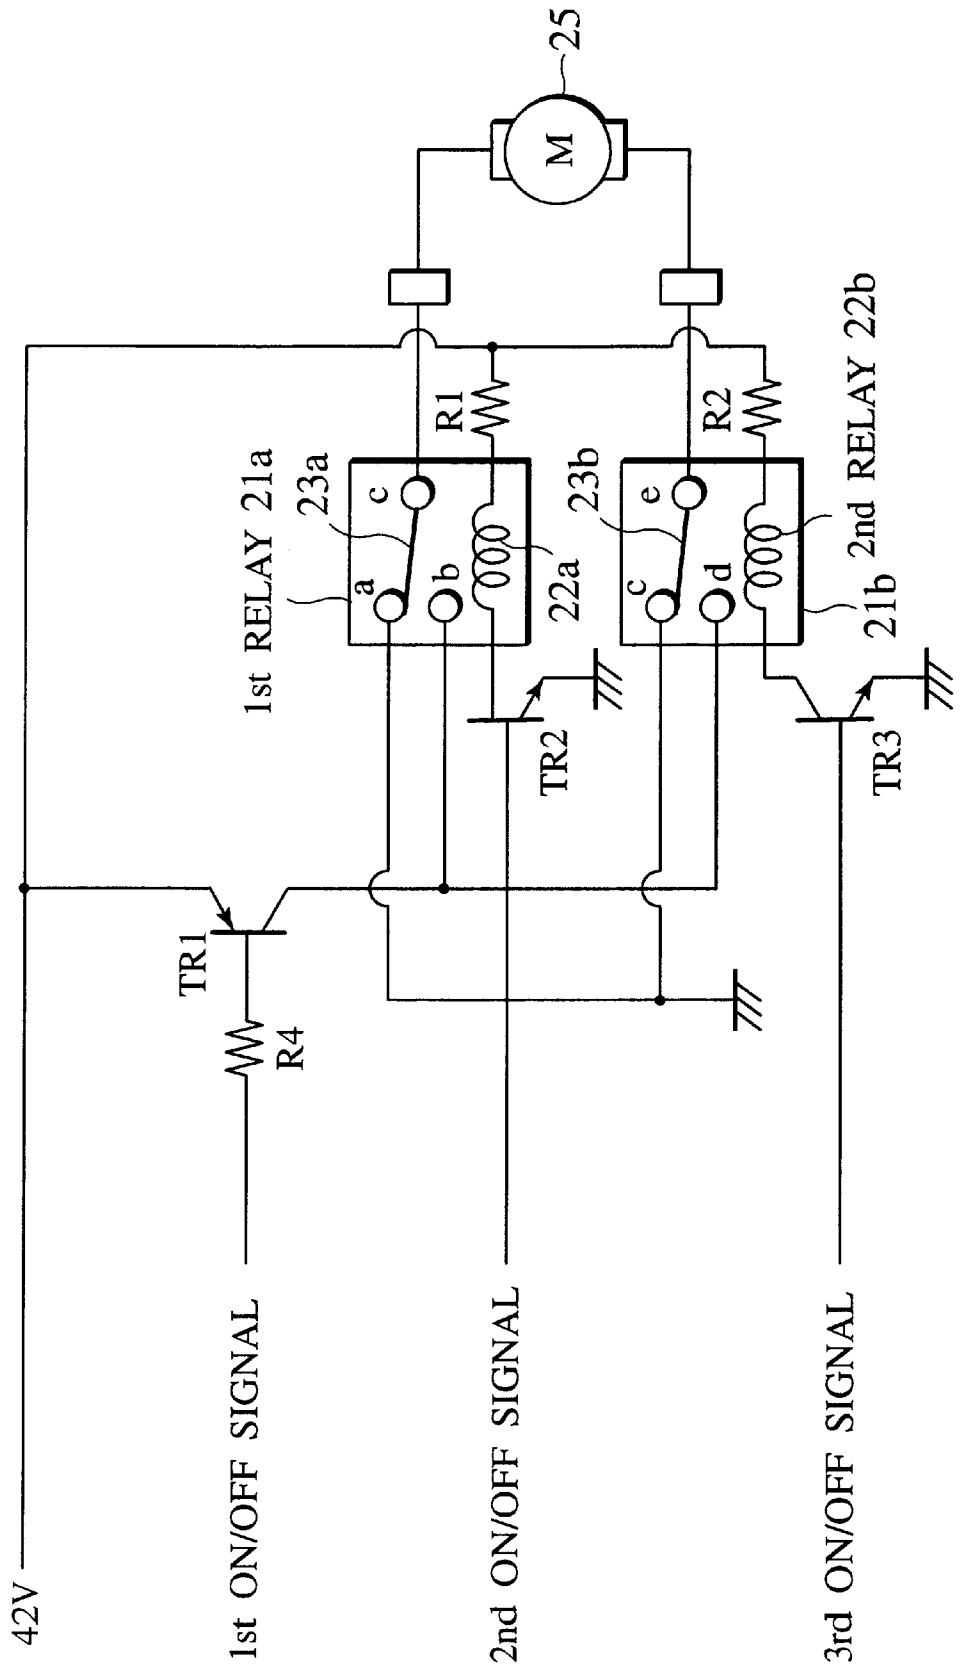 42V
1st ON/OFF SIGNAL
2nd ON/OFF SIGNAL
3rd ON/OFF SIGNAL
TR1
R4
TR2
TR3
1st RELAY 21a
23a
a
b
c
22a
R1
23b
c
d
e
21b
2nd RELAY 22b
R2
M
25